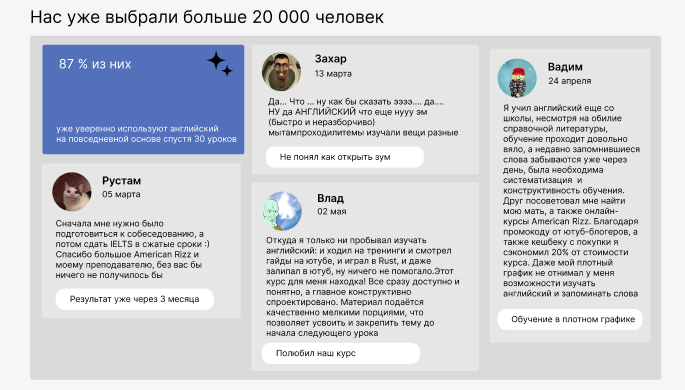 Нас уже выбрали больше 20 000 человек
87 % из них
уже уверенно используют английский
на повседневной основе спустя 30 уроков
Рустам
05 марта
Сначала мне нужно было
подготовиться к собеседованию, а
потом сдать IELTS в сжатые сроки :)
Спасибо большое American Rizz и
моему преподавателю, без вас бы
ничего не получилось бы
Результат уже через 3 месяца
Захар
13 марта
Да... Что ... ну как бы сказать ээээ.... да....
НУ да АНГЛИЙСКИЙ что еще нууу эм
(быстро и неразборчиво)
мытампроходилитемы изучали вещи разные
Не понял как открыть зум
Влад
02 мая
Откуда я только ни пробывал изучать
английский: и ходил на тренинги и смотрел
гайды на ютубе, и играл в Rust, и даже
залипал в ютуб, ну ничего не помогало.Этот
курс для меня находка! Все сразу доступно и
понятно, а главное конструктивно
спроектировано. Материал подаётся
качественно мелкими порциями, что
позволяет усвоить и закрепить тему до
начала следующего урока
Полюбил наш курс
Вадим
24 апреля
Я учил английский еще со
школы, несмотря на обилие
справочной литературы,
обучение проходит довольно
вяло, а недавно запомнившиеся
слова забываются уже через
день, была необходима
систематизация и
конструктивность обучения.
Друг посоветовал мне найти
мою мать, а также онлайн-
курсы American Rizz. Благодаря
промокоду от ютуб-блогеров, а
также кешбеку с покупки я
сэкономил 20% от стоимости
курса. Даже мой плотный
график не отнимал у меня
возможности изучать
английский и запоминать слова
Обучение в плотном графике